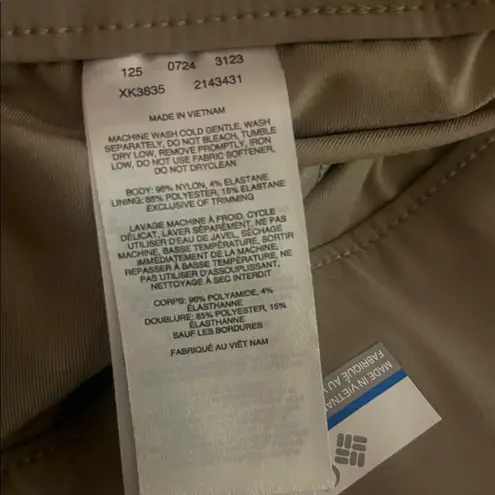 125 0724 3123
XK3835 2143431
MADE IN VIETNAM
MACHINE WASH COLD GENTLE, WASH
SEPARATELY, DO NOT BLEACH, TUMBLE
DRY LOW, REMOVE PROMPTLY, IRON
LOW, DO NOT USE FABRIC SOFTENER,
DO NOT DRYCLEAN
BODY: 96% NYLON, 4% ELASTANE
LINING: 85% POLYESTER, 15% ELASTANE
EXCLUSIVE OF TRIMMING
LAVAGE MACHINE À FROID, CYCLE
DÉLICAT, LAVER SÉPARÉMENT, NE PAS
UTILISER D'EAU DE JAVEL, SÉCHAGE
MACHINE, BASSE TEMPÉRATURE, SORTIR
IMMÉDIATEMENT DE LA MACHINE,
REPASSER À BASSE TEMPÉRATURE, NE
PAS UTILISER D'ASSOUPLISSANT,
NETTOYAGE À SEC INTERDIT
CORPS: 96% POLYAMIDE, 4%
ÉLASTHANNE
DOUBLURE: 85% POLYESTER, 15%
ÉLASTHANNE
SAUF LES BORDURES
FABRIQUÉ AU VIÊT NAM
MADE IN VIETNA
FABRIQUÉ AU V